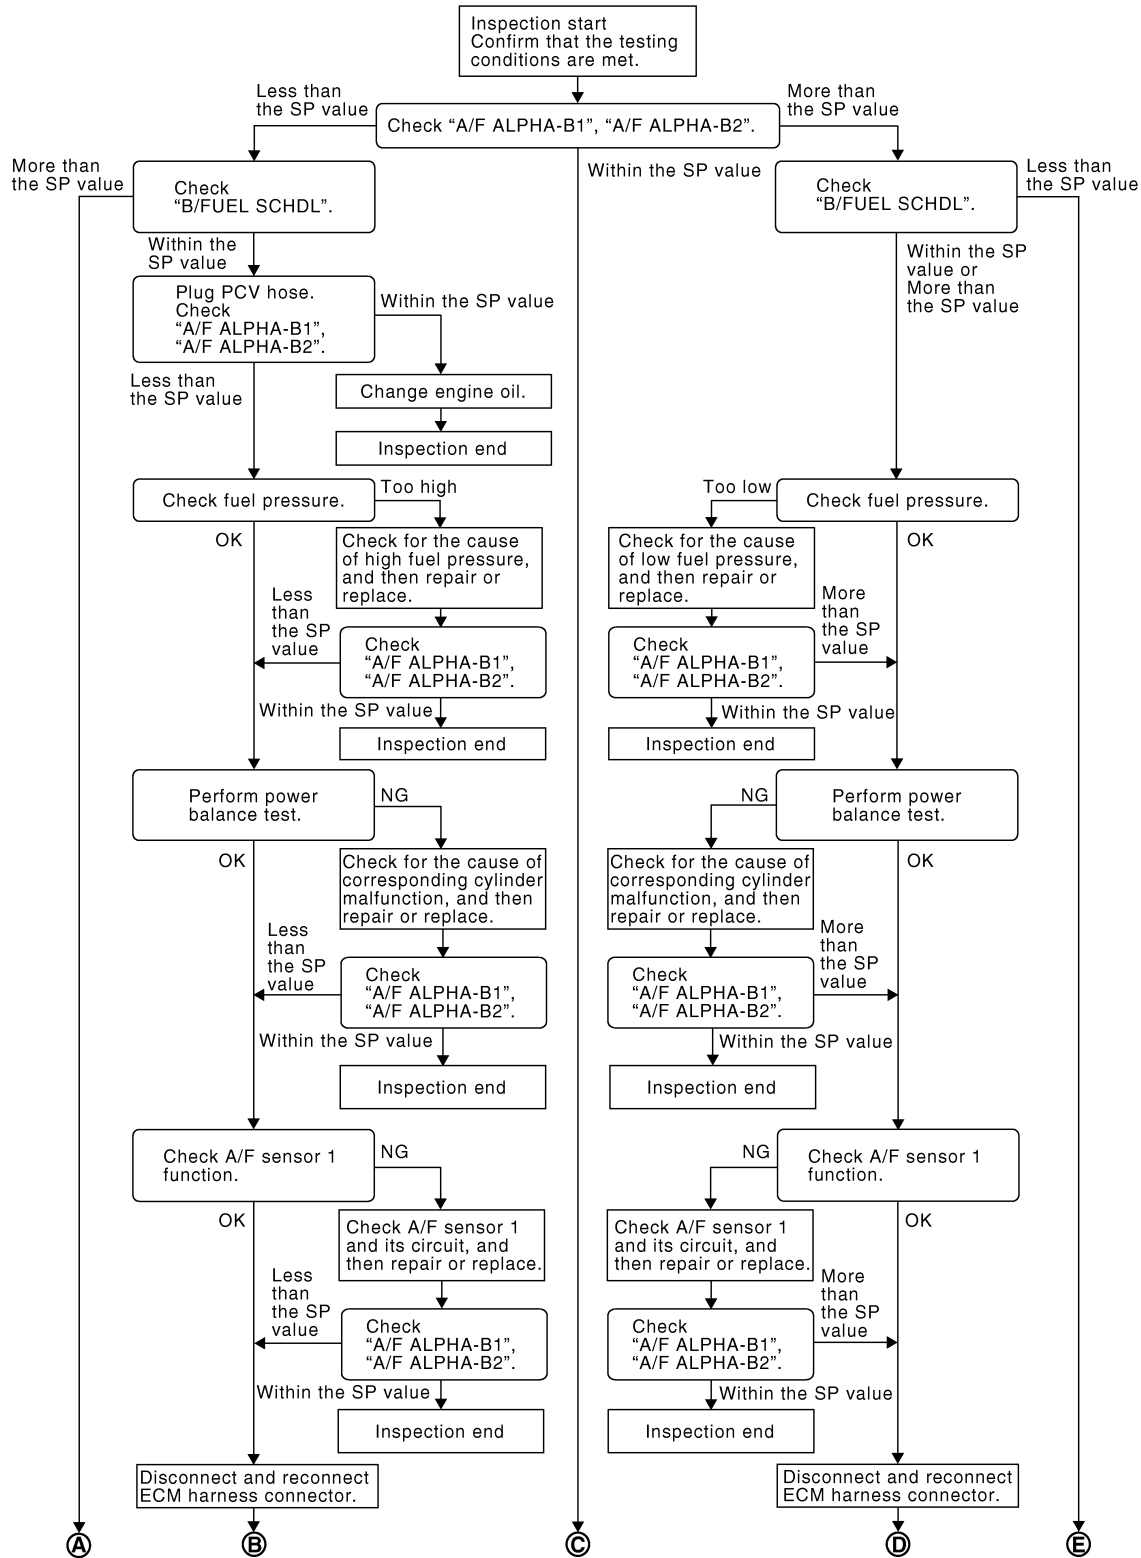 Inspection start
Confirm that the testing
conditions are met.
Less than
the SP value
More than
the SP value
Check “A/F ALPHA-B1”, “A/F ALPHA-B2”.
More than
the SP value
Within the SP value
Less than
the SP value
Check
“B/FUEL SCHDL”.
Check
“B/FUEL SCHDL”.
Within the
SP value
Within the SP
value or
More than
the SP value
Plug PCV hose.
Check
“A/F ALPHA-B1”,
“A/F ALPHA-B2”.
Within the SP value
Less than
the SP value
Change engine oil.
Inspection end
Check fuel pressure.
Too high
Too low
Check fuel pressure.
OK
Check for the cause
of high fuel pressure,
and then repair or
replace.
Check for the cause
of low fuel pressure,
and then repair or
replace.
OK
Less
than
the SP
value
Check
“A/F ALPHA-B1”,
“A/F ALPHA-B2”.
Check
“A/F ALPHA-B1”,
“A/F ALPHA-B2”.
More
than
the SP
value
Within the SP value
Within the SP value
Inspection end
Inspection end
Perform power
balance test.
NG
NG
Perform power
balance test.
OK
Check for the cause of
corresponding cylinder
malfunction, and then
repair or replace.
Check for the cause of
corresponding cylinder
malfunction, and then
repair or replace.
OK
Less
than
the SP
value
Check
“A/F ALPHA-B1”,
“A/F ALPHA-B2”.
Check
“A/F ALPHA-B1”,
“A/F ALPHA-B2”.
More
than
the SP
value
Within the SP value
Within the SP value
Inspection end
Inspection end
Check A/F sensor 1
function.
NG
NG
Check A/F sensor 1
function.
OK
Check A/F sensor 1
and its circuit, and
then repair or replace.
Check A/F sensor 1
and its circuit, and
then repair or replace.
OK
Less
than
the SP
value
Check
“A/F ALPHA-B1”,
“A/F ALPHA-B2”.
Check
“A/F ALPHA-B1”,
“A/F ALPHA-B2”.
More
than
the SP
value
Within the SP value
Within the SP value
Inspection end
Inspection end
Disconnect and reconnect
ECM harness connector.
Disconnect and reconnect
ECM harness connector.
A
B
C
D
E